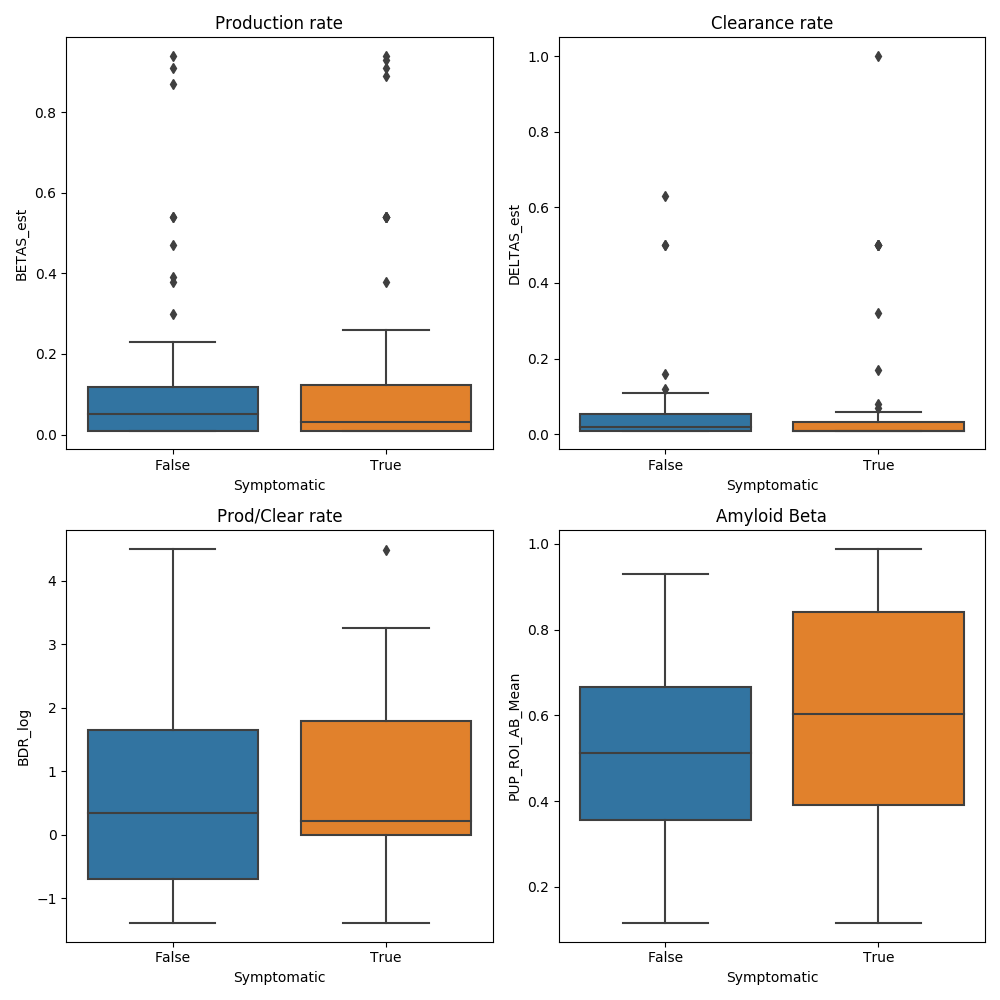 Production rate
BETAS_est
0.8
0.6
0.4
0.2
0.0
False
True
Symptomatic
Clearance rate
DELTAS_est
1.0
0.8
0.6
0.4
0.2
0.0
False
True
Symptomatic
Prod/Clear rate
BDR_log
4
3
2
1
0
−1
False
True
Symptomatic
Amyloid Beta
PUP_ROI_AB_Mean
1.0
0.8
0.6
0.4
0.2
False
True
Symptomatic